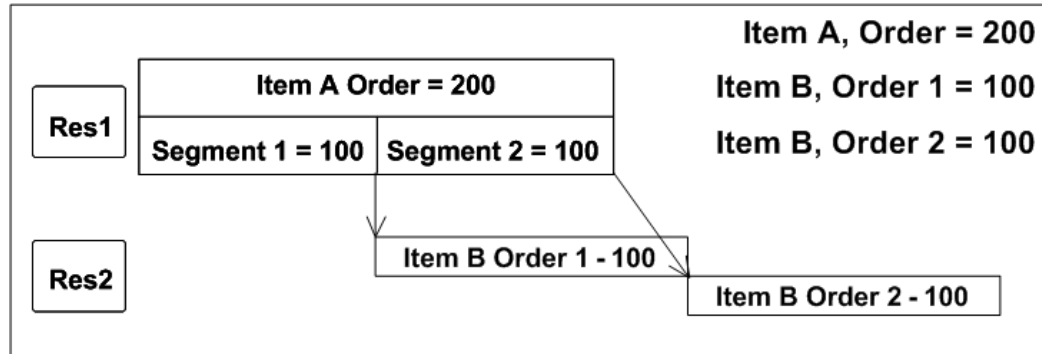 Item A, Order = 200
Item B, Order 1 = 100
Item B, Order 2 = 100
Res1
Item A Order = 200
Segment 1 = 100
Segment 2 = 100
Res2
Item B Order 1 - 100
Item B Order 2 - 100